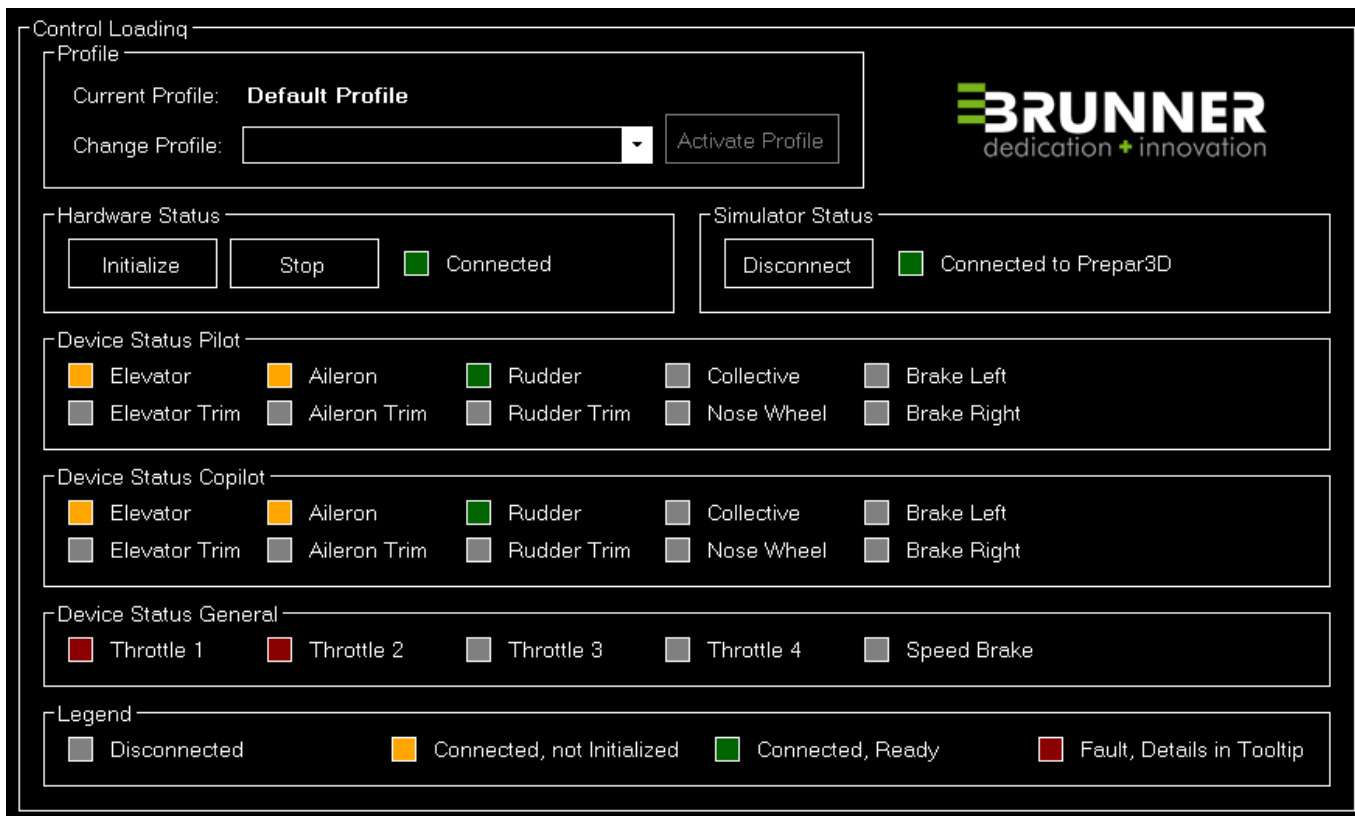 Control Loading
Profile
Current Profile: Default Profile
Change Profile: Activate Profile
BRUNNER
dedication + innovation
Hardware Status
Initialize Stop Connected
Simulator Status
Disconnect Connected to Prepar3D
Device Status Pilot
Elevator Aileron Rudder Collective Brake Left
Elevator Trim Aileron Trim Rudder Trim Nose Wheel Brake Right
Device Status Copilot
Elevator Aileron Rudder Collective Brake Left
Elevator Trim Aileron Trim Rudder Trim Nose Wheel Brake Right
Device Status General
Throttle 1 Throttle 2 Throttle 3 Throttle 4 Speed Brake
Legend
Disconnected Connected, not Initialized Connected, Ready Fault, Details in Tooltip